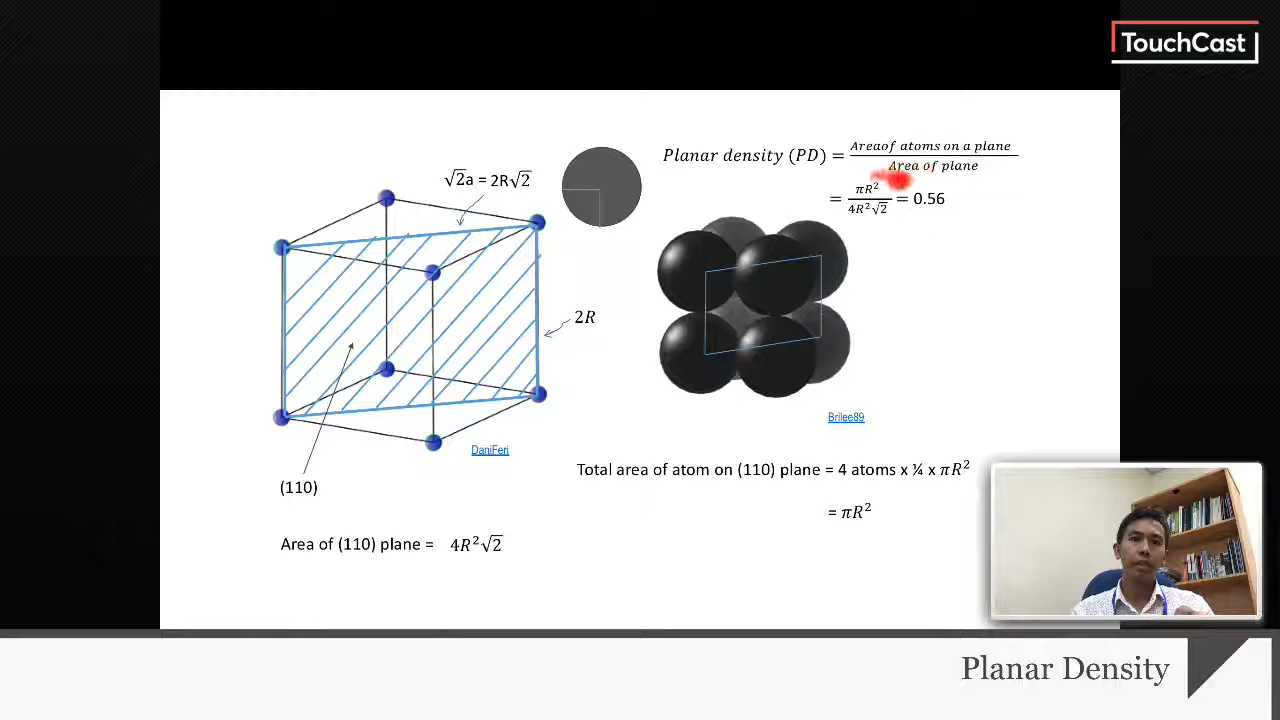 TouchCast
Planar density (PD) = Areaof atoms on a plane / Area of plane
= πR² / 4R²√2 = 0.56
√2a = 2R√2
2R
Brilee89
DaniFeri
(110)
Total area of atom on (110) plane = 4 atoms x ¼ x πR²
= πR²
Area of (110) plane = 4R²√2
Planar Density